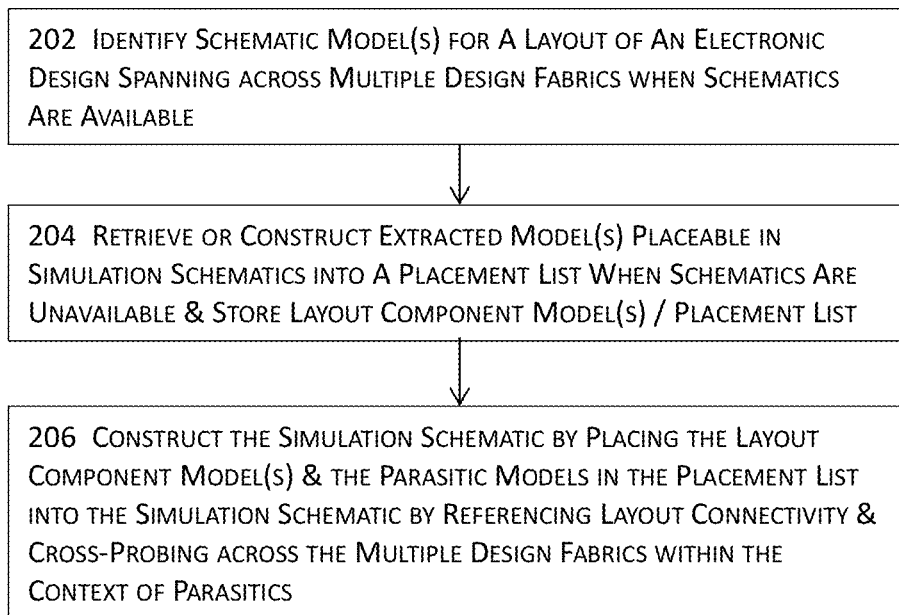 202 Identify Schematic Model(s) for A Layout of An Electronic
Design Spanning across Multiple Design Fabrics when Schematics
Are Available
204 Retrieve or Construct Extracted Model(s) Placeable in
Simulation Schematics into A Placement List When Schematics Are
Unavailable & Store Layout Component Model(s) / Placement List
206 Construct the Simulation Schematic by Placing the Layout
Component Model(s) & the Parasitic Models in the Placement List
into the Simulation Schematic by Referencing Layout Connectivity &
Cross-Probing across the Multiple Design Fabrics within the
Context of Parasitics